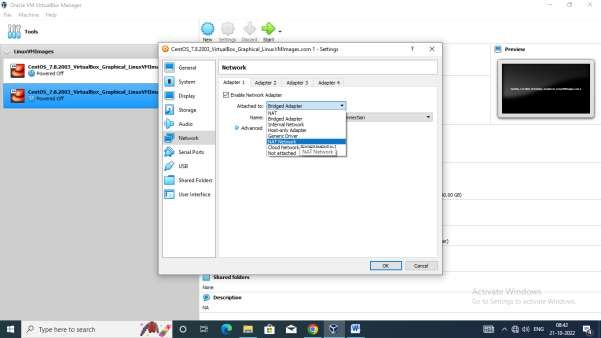 Oracle VM VirtualBox Manager
File Machine Help
Tools
New Settings Discard Start
LinuxVMImages
CentOS_7.8.2003_VirtualBox_Graphical_LinuxVMIm
Powered Off
CentOS_7.8.2003_VirtualBox_Graphical_LinuxVMIm
Powered Off
Preview
CentOS_7.8.2003_VirtualBox_Graphical_LinuxVMImages.com 1 - Settings
General
System
Display
Storage
Audio
Network
Serial Ports
USB
Shared Folders
User Interface
Network
Adapter 1 Adapter 2 Adapter 3 Adapter 4
Enable Network Adapter
Attached to: Bridged Adapter
Name:
Advanced
NAT
Bridged Adapter
Internal Network
Host-only Adapter
Generic Driver
NAT Network
Cloud Network
Not attached
NAT Network
OK Cancel
Shared folders
None
Description
NA
Activate Windows
Go to Settings to activate Windows.
Type here to search
ENG
08:42
21-10-2022